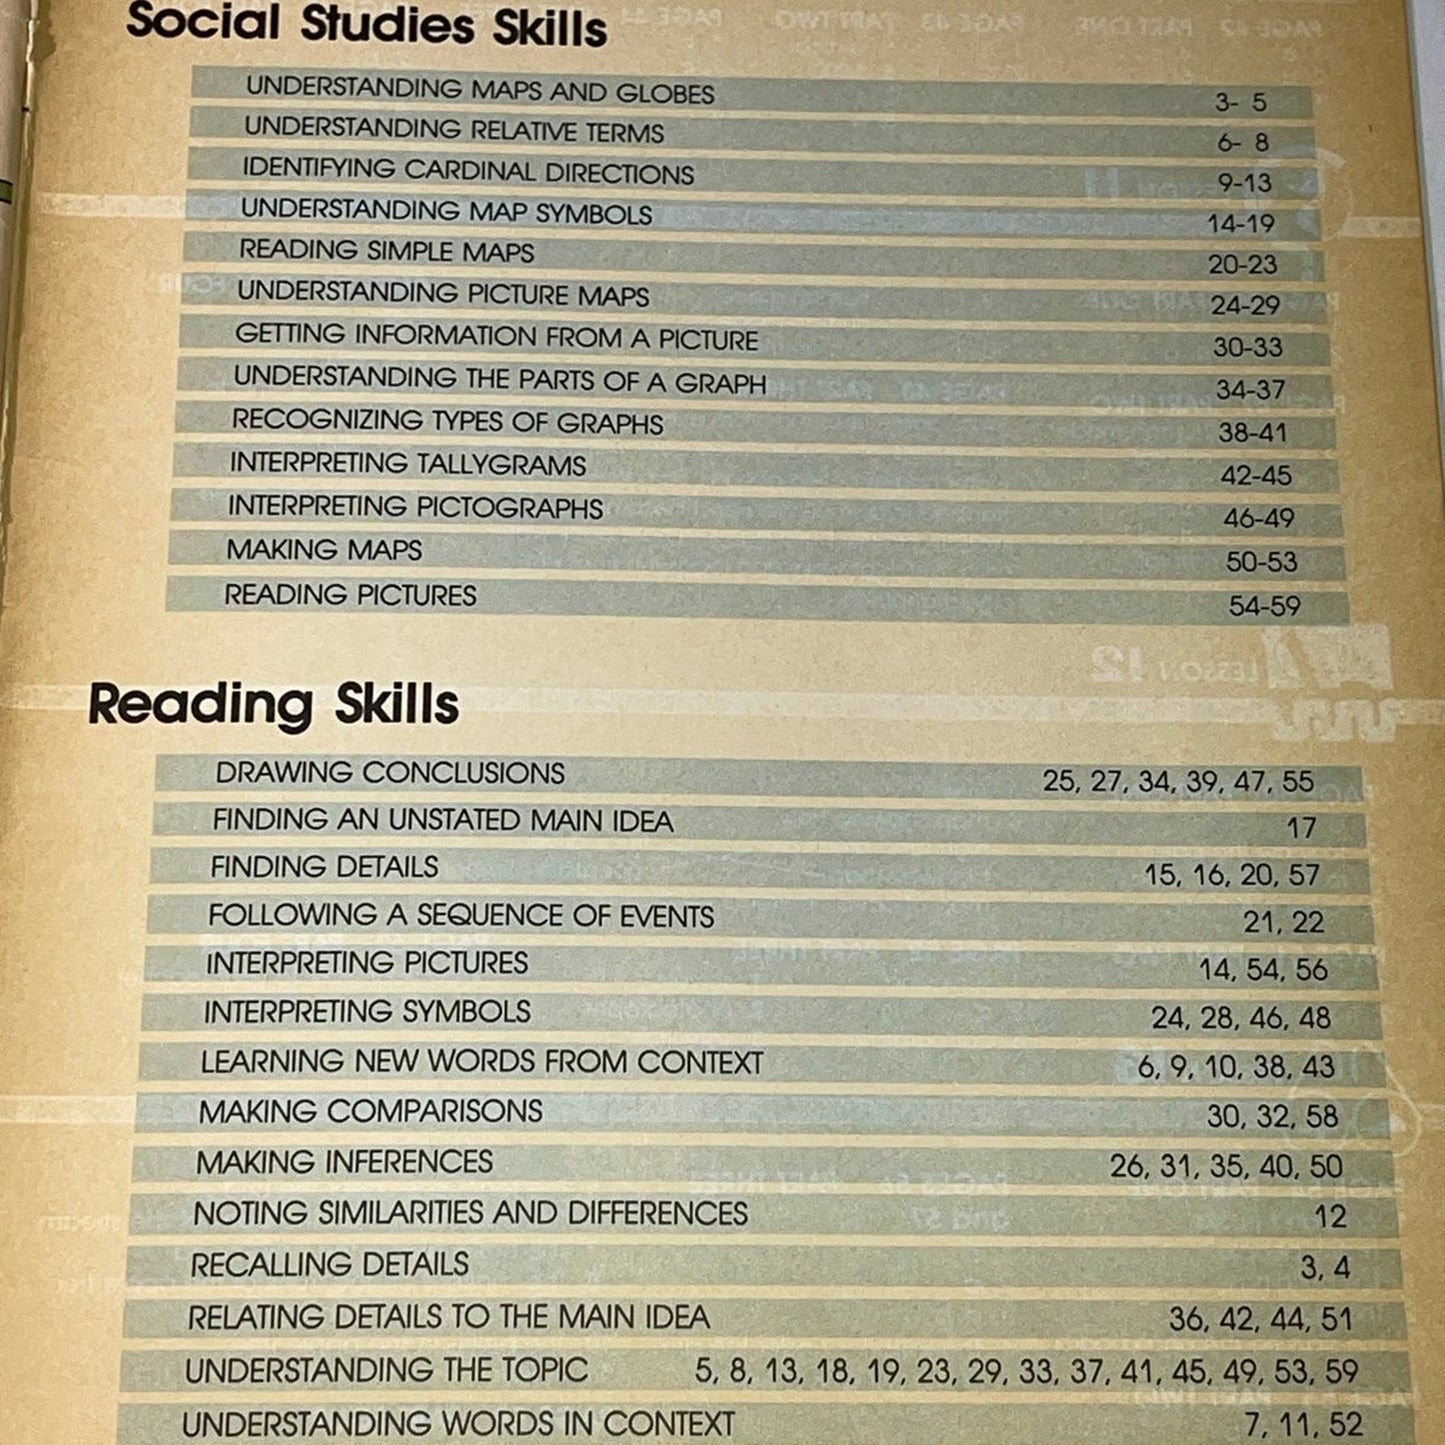 Social Studies Skills
UNDERSTANDING MAPS AND GLOBES 3- 5
UNDERSTANDING RELATIVE TERMS 6- 8
IDENTIFYING CARDINAL DIRECTIONS 9-13
UNDERSTANDING MAP SYMBOLS 14-19
READING SIMPLE MAPS 20-23
UNDERSTANDING PICTURE MAPS 24-29
GETTING INFORMATION FROM A PICTURE 30-33
UNDERSTANDING THE PARTS OF A GRAPH 34-37
RECOGNIZING TYPES OF GRAPHS 38-41
INTERPRETING TALLYGRAMS 42-45
INTERPRETING PICTOGRAPHS 46-49
MAKING MAPS 50-53
READING PICTURES 54-59
Reading Skills
DRAWING CONCLUSIONS 25, 27, 34, 39, 47, 55
FINDING AN UNSTATED MAIN IDEA 17
FINDING DETAILS 15, 16, 20, 57
FOLLOWING A SEQUENCE OF EVENTS 21, 22
INTERPRETING PICTURES 14, 54, 56
INTERPRETING SYMBOLS 24, 28, 46, 48
LEARNING NEW WORDS FROM CONTEXT 6, 9, 10, 38, 43
MAKING COMPARISONS 30, 32, 58
MAKING INFERENCES 26, 31, 35, 40, 50
NOTING SIMILARITIES AND DIFFERENCES 12
RECALLING DETAILS 3, 4
RELATING DETAILS TO THE MAIN IDEA 36, 42, 44, 51
UNDERSTANDING THE TOPIC 5, 8, 13, 18, 19, 23, 29, 33, 37, 41, 45, 49, 53, 59
UNDERSTANDING WORDS IN CONTEXT 7, 11, 52